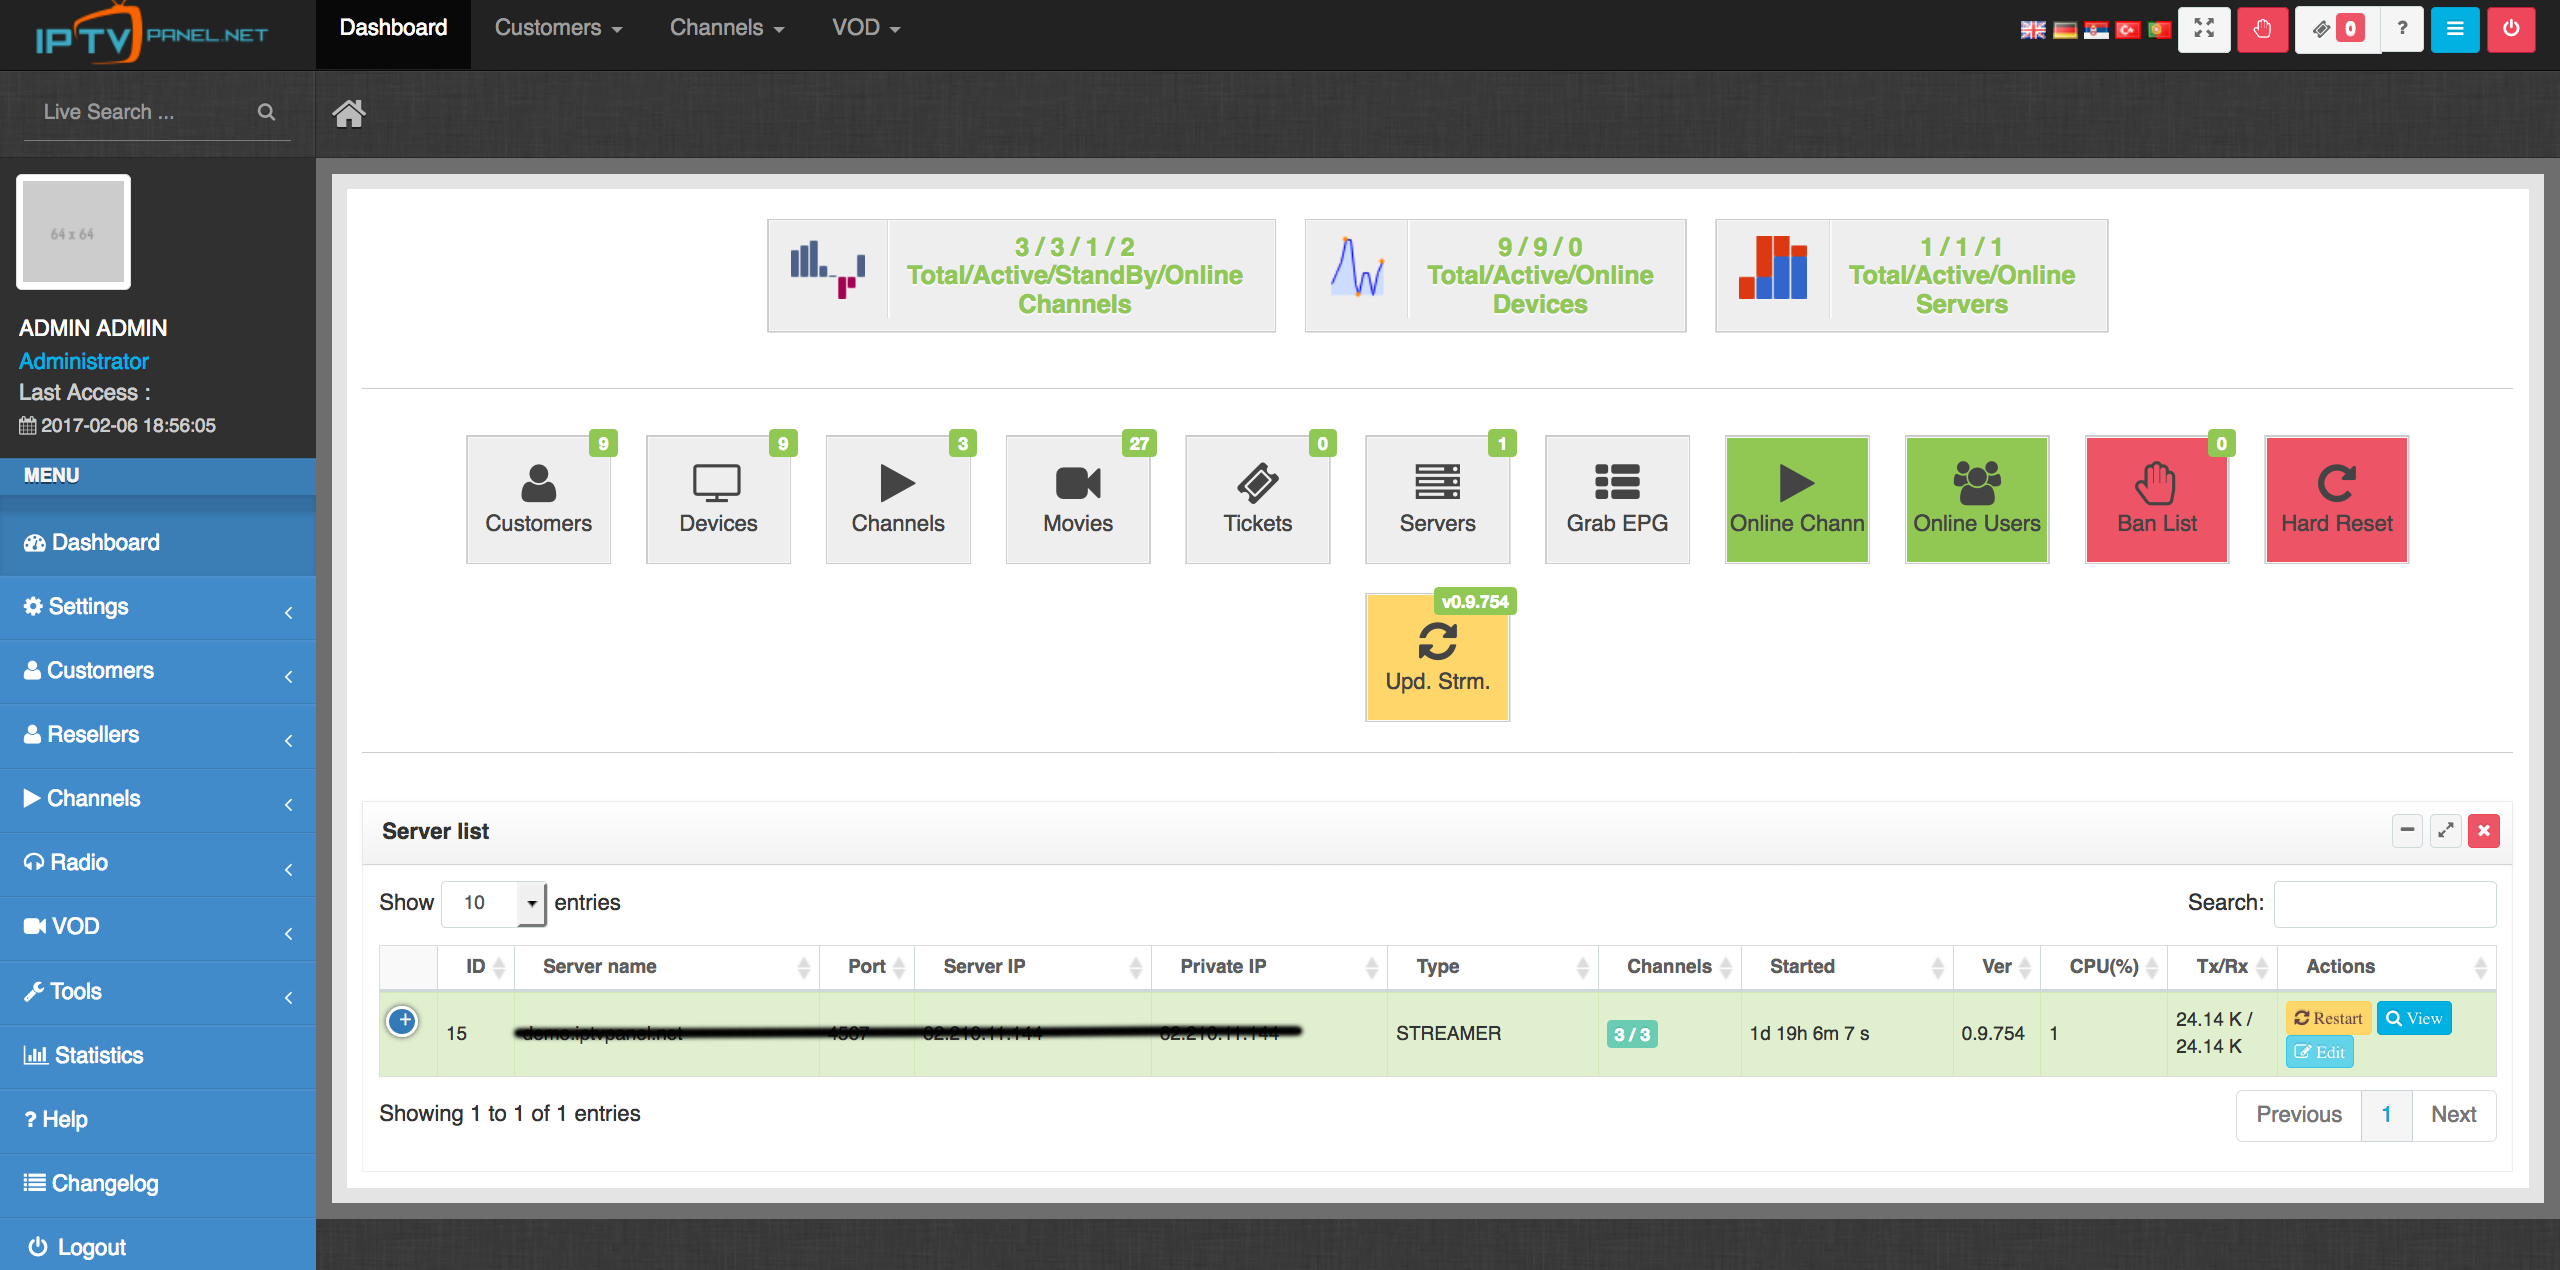 IPTV PANEL.NET
Dashboard
Customers
Channels
VOD
0
?
Live Search ...
64 x 64
ADMIN ADMIN
Administrator
Last Access :
2017-02-06 18:56:05
MENU
Dashboard
Settings
Customers
Resellers
Channels
Radio
VOD
Tools
Statistics
? Help
Changelog
Logout
3 / 3 / 1 / 2
Total/Active/StandBy/Online
Channels
9 / 9 / 0
Total/Active/Online
Devices
1 / 1 / 1
Total/Active/Online
Servers
9
Customers
9
Devices
3
Channels
27
Movies
0
Tickets
1
Servers
Grab EPG
Online Chann
Online Users
0
Ban List
Hard Reset
v0.9.754
Upd. Strm.
Server list
Show 10 entries
Search:
ID Server name Port Server IP Private IP Type Channels Started Ver CPU(%) Tx/Rx Actions
15 STREAMER 3 / 3 1d 19h 6m 7 s 0.9.754 1
24.14 K /
24.14 K
Restart View
Edit
Showing 1 to 1 of 1 entries
Previous 1 Next